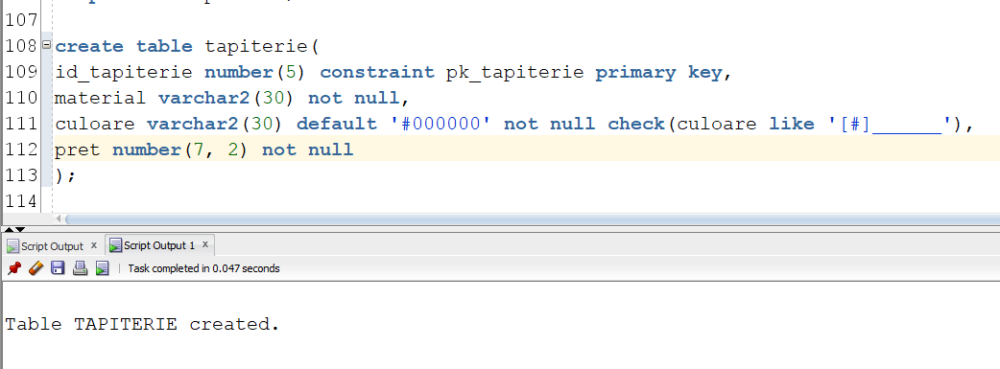 107
108 create table tapiterie(
109 id_tapiterie number(5) constraint pk_tapiterie primary key,
110 material varchar2(30) not null,
111 culoare varchar2(30) default '#000000' not null check(culoare like '[#]______'),
112 pret number(7, 2) not null
113 );
114
Script Output x Script Output 1 x
Task completed in 0.047 seconds
Table TAPITERIE created.